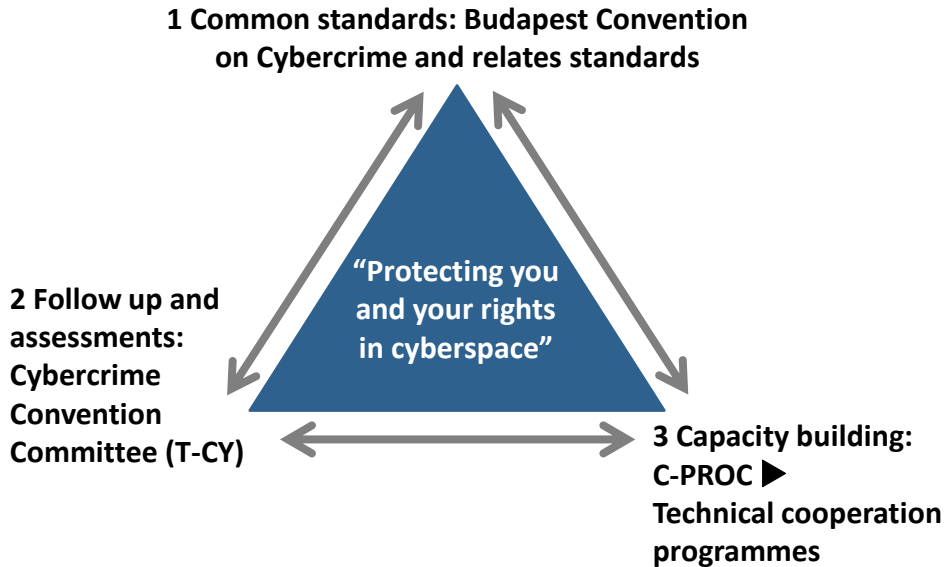 1 Common standards: Budapest Convention
on Cybercrime and relates standards
“Protecting you
and your rights
in cyberspace”
2 Follow up and
assessments:
Cybercrime
Convention
Committee (T-CY)
3 Capacity building:
C-PROC ▶
Technical cooperation
programmes